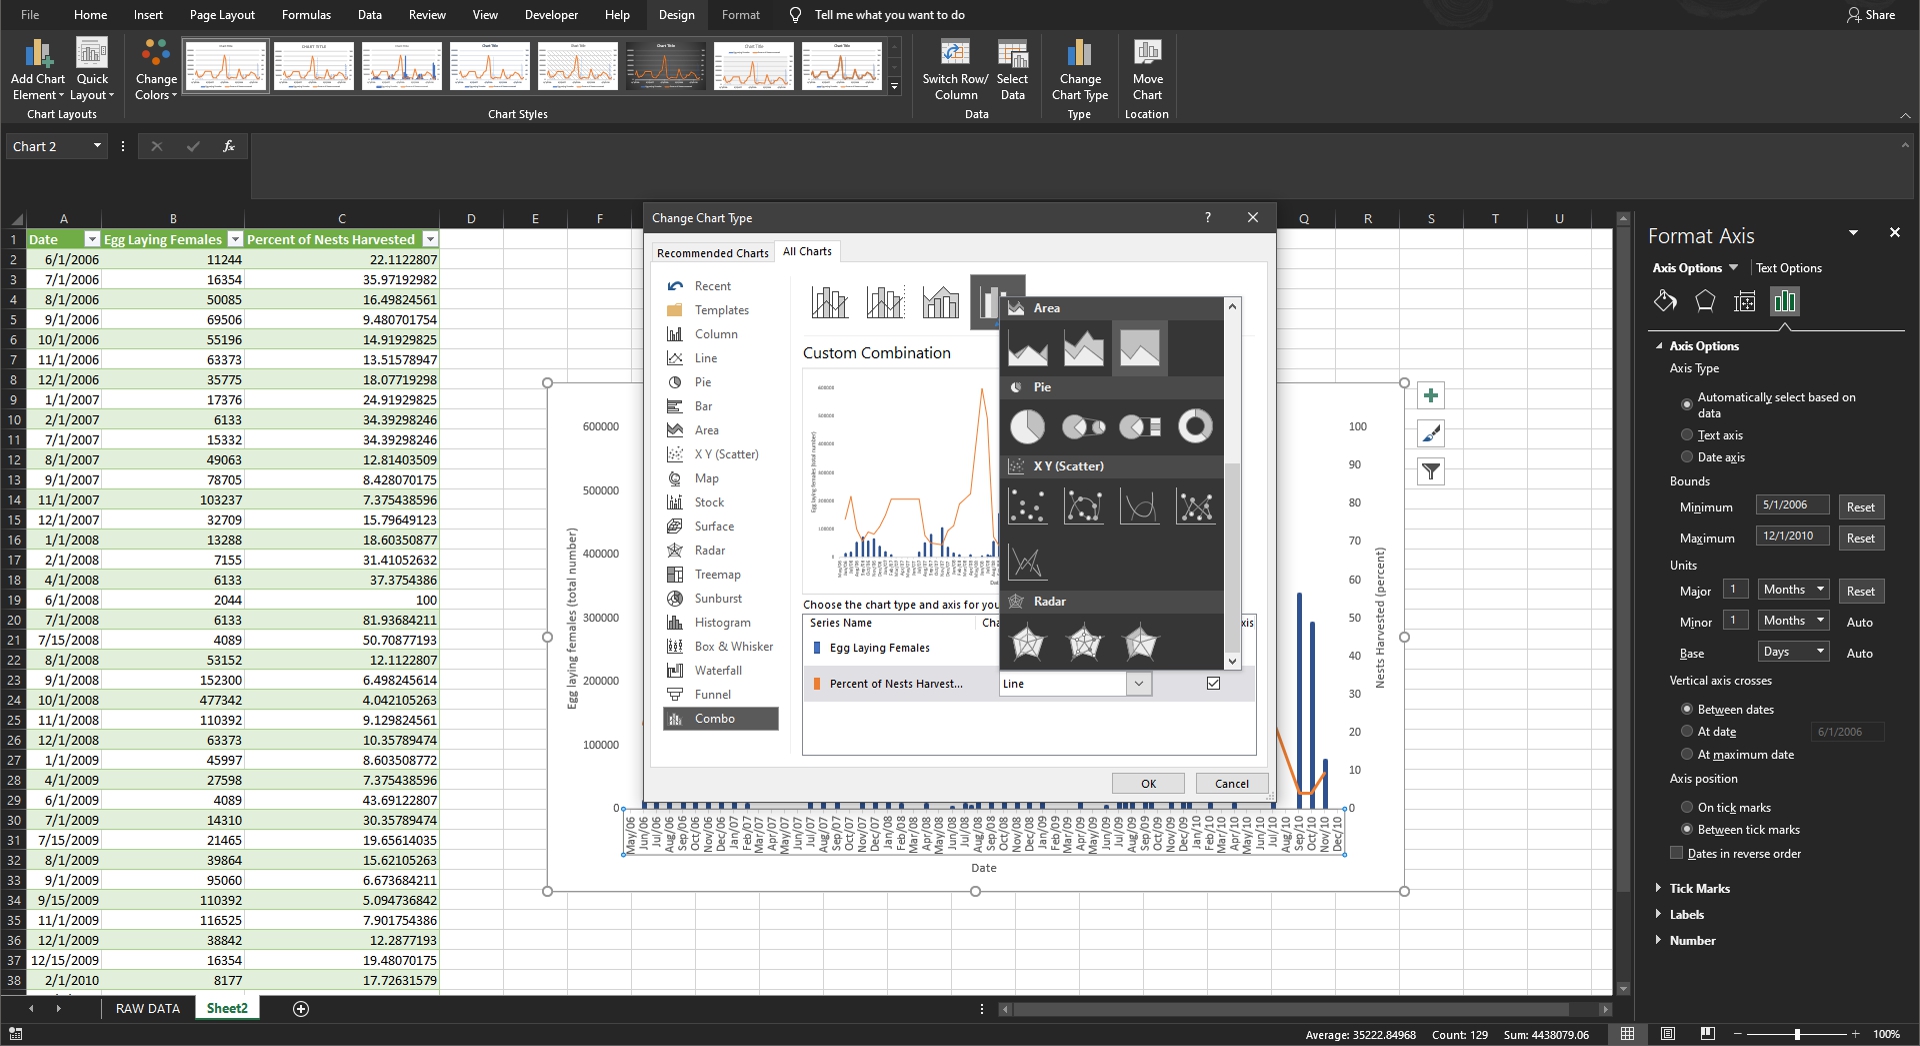 File Home Insert Page Layout Formulas Data Review View Developer Help Design Format Tell me what you want to do Share
Add Chart Element
Quick Layout
Chart Layouts
Change Colors
Chart Styles
Switch Row/ Column
Select Data
Data
Change Chart Type
Type
Move Chart
Location
Chart 2
fx
A B C D E F Q R S T U
1 Date Egg Laying Females Percent of Nests Harvested
2 6/1/2006 11244 22.1122807
3 7/1/2006 16354 35.97192982
4 8/1/2006 50085 16.49824561
5 9/1/2006 69506 9.480701754
6 10/1/2006 55196 14.91929825
7 11/1/2006 63373 13.51578947
8 12/1/2006 35775 18.07719298
9 1/1/2007 17376 24.91929825
10 2/1/2007 6133 34.39298246
11 7/1/2007 15332 34.39298246
12 8/1/2007 49063 12.81403509
13 9/1/2007 78705 8.428070175
14 11/1/2007 103237 7.375438596
15 12/1/2007 32709 15.79649123
16 1/1/2008 13288 18.60350877
17 2/1/2008 7155 31.41052632
18 4/1/2008 6133 37.3754386
19 6/1/2008 2044 100
20 7/1/2008 6133 81.93684211
21 7/15/2008 4089 50.70877193
22 8/1/2008 53152 12.1122807
23 9/1/2008 152300 6.498245614
24 10/1/2008 477342 4.042105263
25 11/1/2008 110392 9.129824561
26 12/1/2008 63373 10.35789474
27 1/1/2009 45997 8.603508772
28 4/1/2009 27598 7.375438596
29 6/1/2009 4089 43.69122807
30 7/1/2009 14310 30.35789474
31 7/15/2009 21465 19.65614035
32 8/1/2009 39864 15.62105263
33 9/1/2009 95060 6.673684211
34 9/15/2009 110392 5.094736842
35 11/1/2009 116525 7.901754386
36 12/1/2009 38842 12.2877193
37 12/15/2009 16354 19.48070175
38 2/1/2010 8177 17.72631579
600000
500000
400000
300000
200000
100000
0
Egg laying females (total number)
100
90
80
70
60
50
40
30
20
10
0
Nests Harvested (percent)
May/06 Jun/06 Jul/06 Aug/06 Sep/06 Oct/06 Nov/06 Dec/06 Jan/07 Feb/07 Mar/07 Apr/07 May/07 Jun/07 Jul/07 Aug/07 Sep/07 Oct/07 Nov/07 Dec/07 Jan/08 Feb/08 Mar/08 Apr/08 May/08 Jun/08 Jul/08 Aug/08 Sep/08 Oct/08 Nov/08 Dec/08 Jan/09 Feb/09 Mar/09 Apr/09 May/09 Jun/09 Jul/09 Aug/09 Sep/09 Oct/09 Nov/09 Dec/09 Jan/10 Feb/10 Mar/10 Apr/10 May/10 Jun/10 Jul/10 Aug/10 Sep/10 Oct/10 Nov/10 Dec/10
Date
Change Chart Type ?
Recommended Charts All Charts
Recent
Templates
Column
Line
Pie
Bar
Area
X Y (Scatter)
Map
Stock
Surface
Radar
Treemap
Sunburst
Histogram
Box & Whisker
Waterfall
Funnel
Combo
Custom Combination
Egg laying females (total number)
Choose the chart type and axis for you
Series Name Cha xis
Egg Laying Females
Percent of Nests Harvest... Line
Area
Pie
X Y (Scatter)
Radar
OK Cancel
Format Axis
Axis Options Text Options
Axis Options
Axis Type
Automatically select based on data
Text axis
Date axis
Bounds
Minimum 5/1/2006 Reset
Maximum 12/1/2010 Reset
Units
Major 1 Months Reset
Minor 1 Months Auto
Base Days Auto
Vertical axis crosses
Between dates
At date 6/1/2006
At maximum date
Axis position
On tick marks
Between tick marks
Dates in reverse order
Tick Marks
Labels
Number
RAW DATA Sheet2
Average: 35222.84968 Count: 129 Sum: 4438079.06 100%